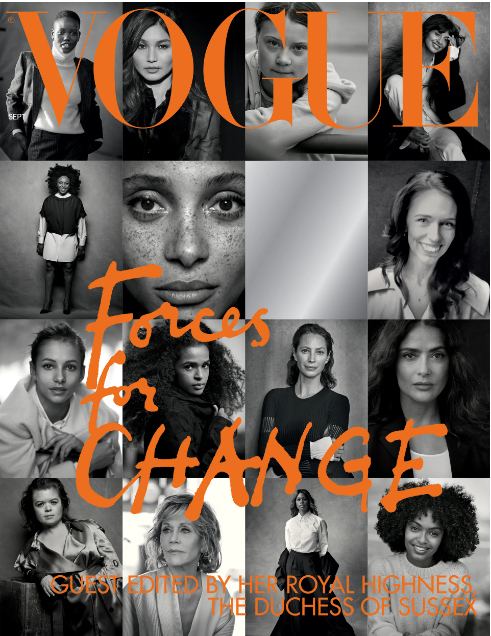 VOGUE
SEPT
Forces
for
CHANGE
GUEST EDITED BY HER ROYAL HIGHNESS,
THE DUCHESS OF SUSSEX